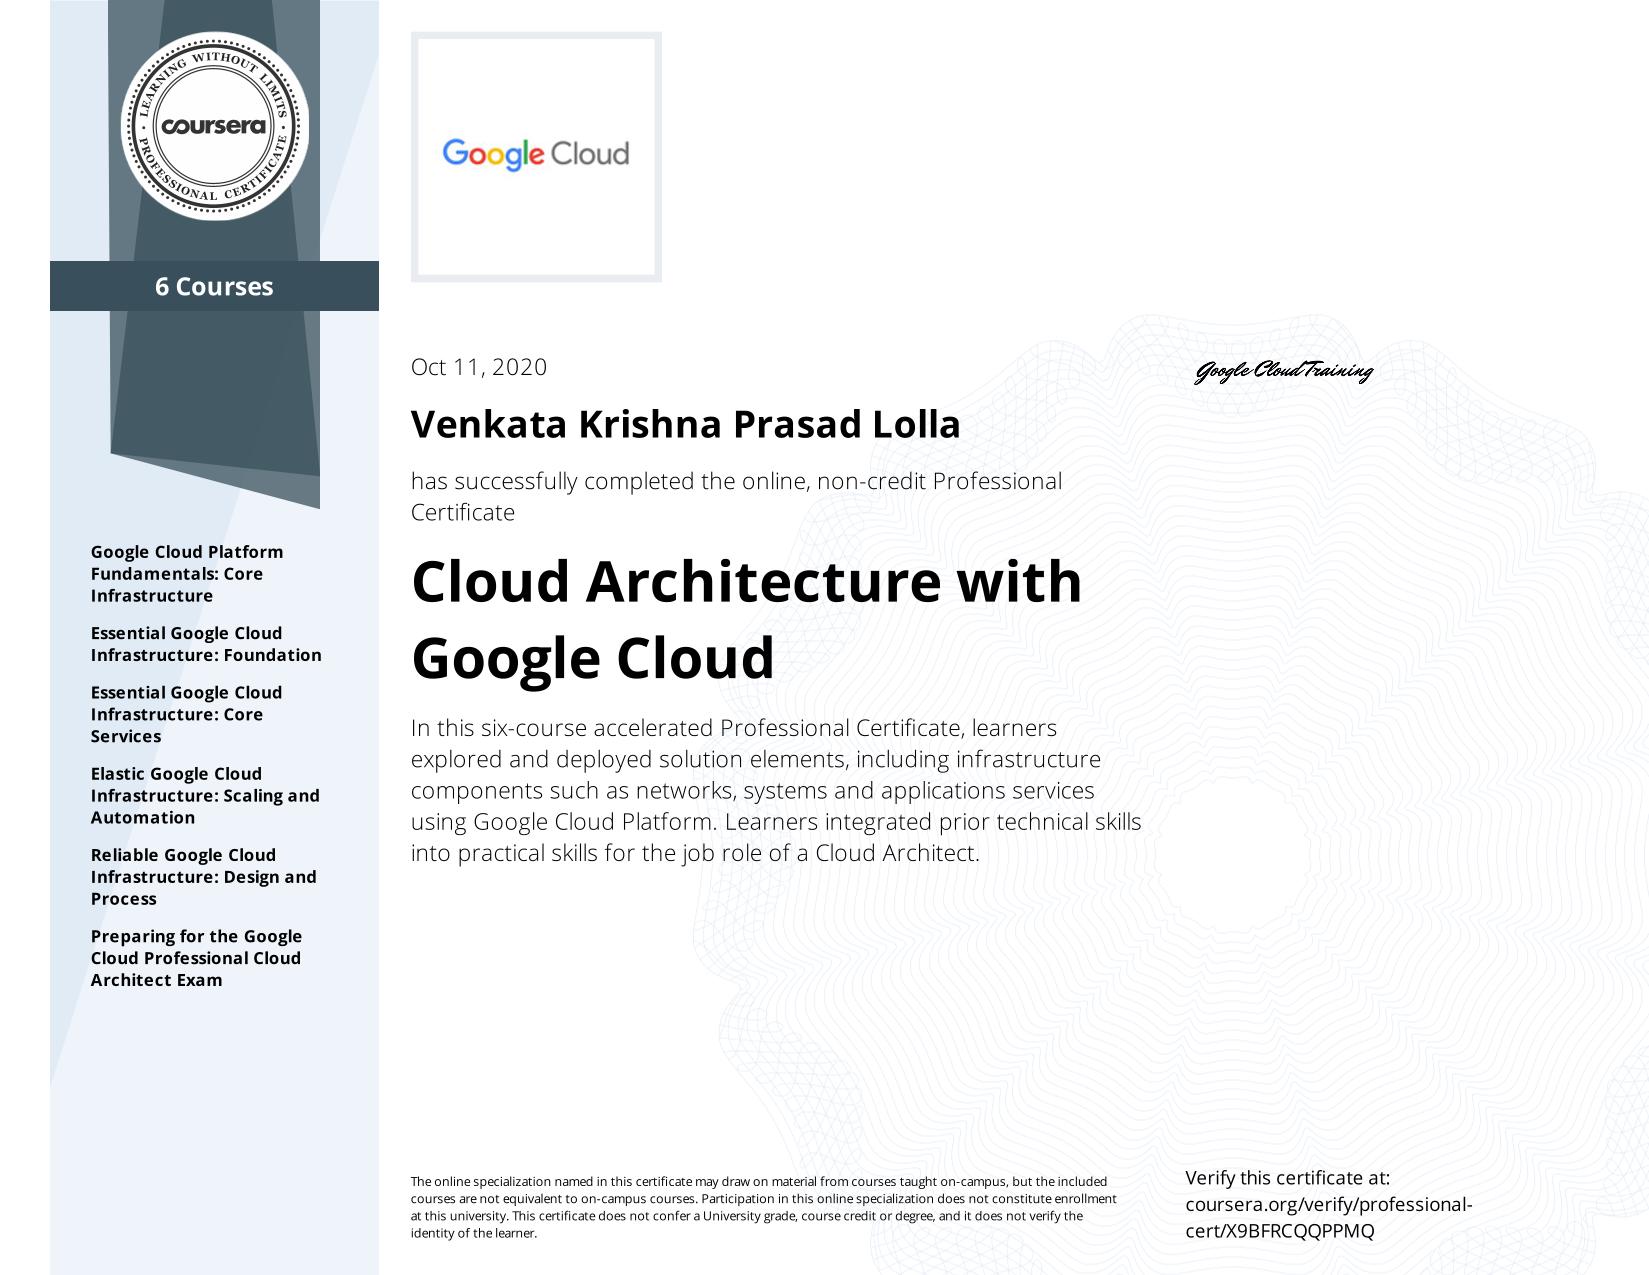 LEARNING WITHOUT LIMITS
coursera
PROFESSIONAL CERTIFICATE
6 Courses
Google Cloud Platform
Fundamentals: Core
Infrastructure
Essential Google Cloud
Infrastructure: Foundation
Essential Google Cloud
Infrastructure: Core
Services
Elastic Google Cloud
Infrastructure: Scaling and
Automation
Reliable Google Cloud
Infrastructure: Design and
Process
Preparing for the Google
Cloud Professional Cloud
Architect Exam
Google Cloud
Oct 11, 2020
Venkata Krishna Prasad Lolla
has successfully completed the online, non-credit Professional
Certificate
Cloud Architecture with
Google Cloud
In this six-course accelerated Professional Certificate, learners
explored and deployed solution elements, including infrastructure
components such as networks, systems and applications services
using Google Cloud Platform. Learners integrated prior technical skills
into practical skills for the job role of a Cloud Architect.
Google Cloud Training
The online specialization named in this certificate may draw on material from courses taught on-campus, but the included
courses are not equivalent to on-campus courses. Participation in this online specialization does not constitute enrollment
at this university. This certificate does not confer a University grade, course credit or degree, and it does not verify the
identity of the learner.
Verify this certificate at:
coursera.org/verify/professional-
cert/X9BFRCQQPPMQ